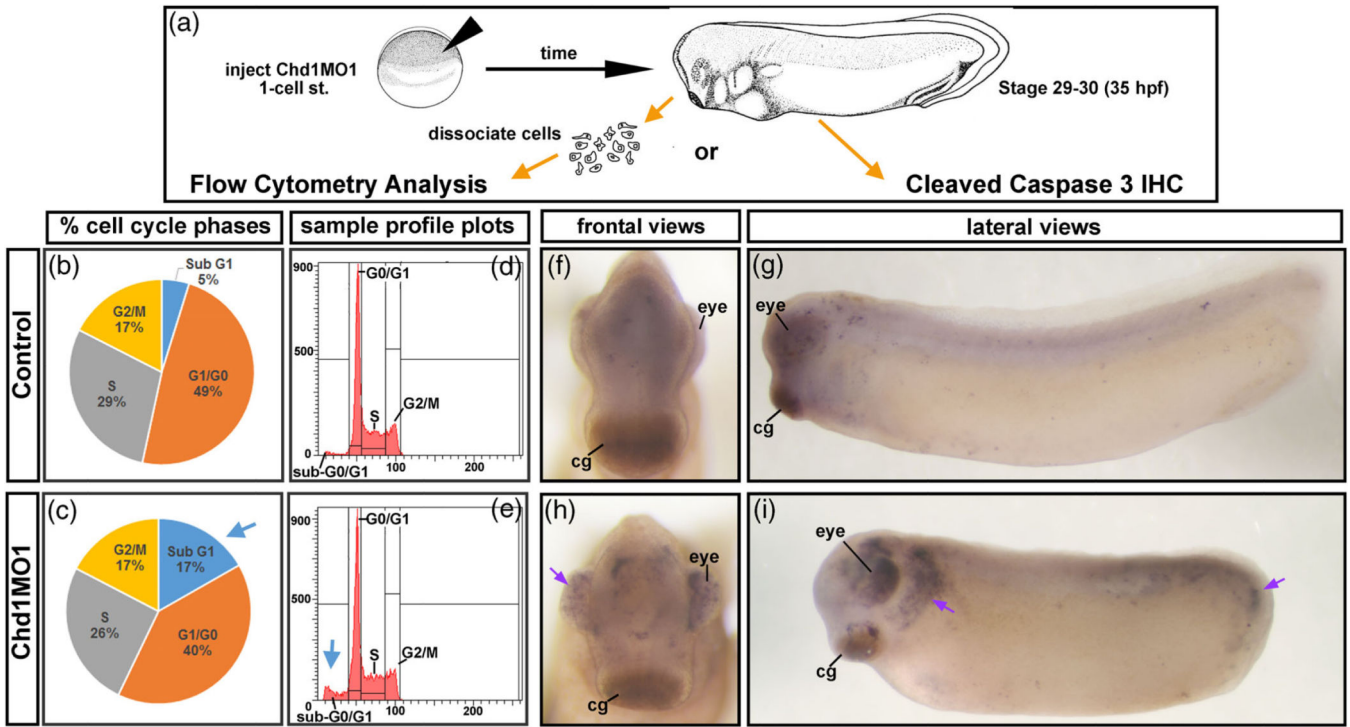 (a)
inject Chd1MO1
1-cell st.
time
Stage 29-30 (35 hpf)
dissociate cells
or
Flow Cytometry Analysis
Cleaved Caspase 3 IHC
% cell cycle phases
sample profile plots
frontal views
lateral views
Control
(b)
Sub G1
5%
G2/M
17%
S
29%
G1/G0
49%
(d)
900
500
0
G0/G1
S
G2/M
sub-G0/G1
100
200
(f)
eye
cg
(g)
eye
cg
Chd1MO1
(c)
G2/M
17%
Sub G1
17%
S
26%
G1/G0
40%
(e)
900
500
0
G0/G1
S
G2/M
sub-G0/G1
100
200
(h)
eye
cg
(i)
eye
cg